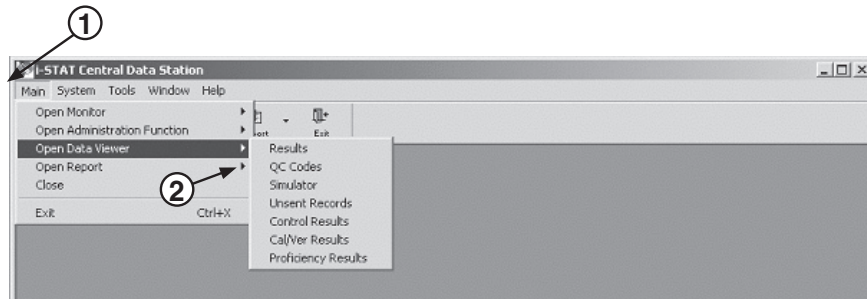 1
i-STAT Central Data Station
Main System Tools Window Help
Open Monitor
Open Administration Function
Open Data Viewer
Open Report
Close
Exit Ctrl+X
Exit
Results
QC Codes
Simulator
Unsent Records
Control Results
Cal/Ver Results
Proficiency Results
2